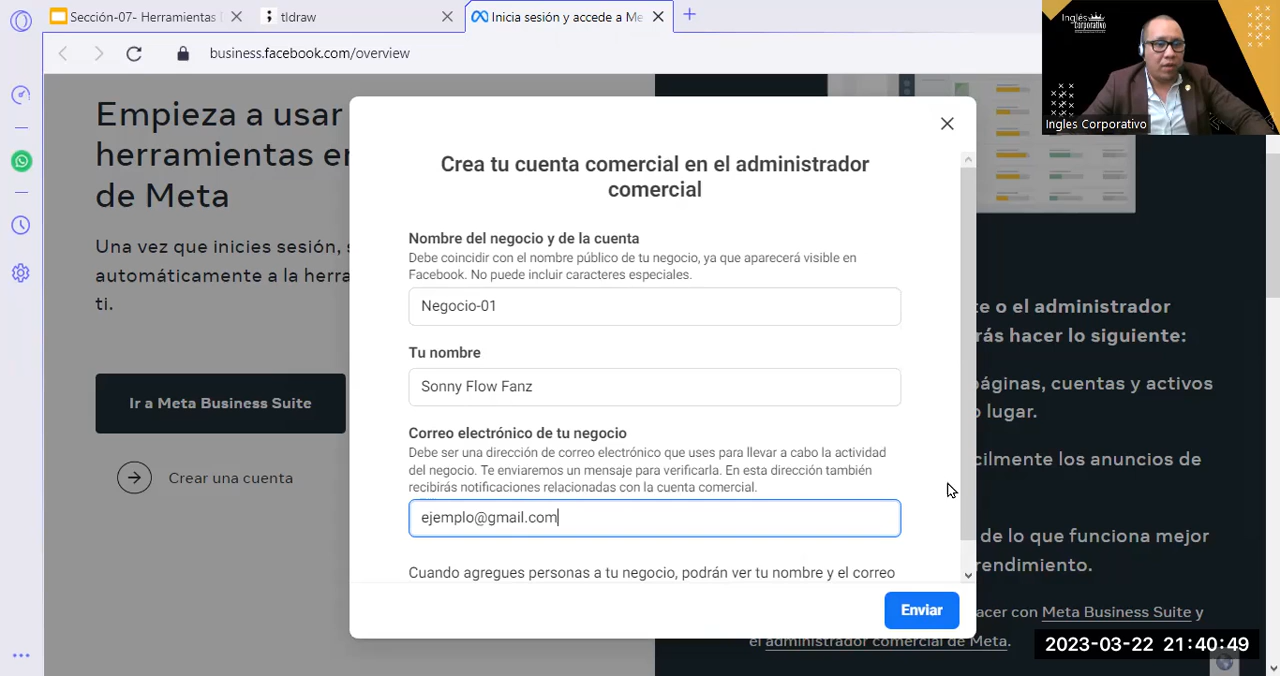 Sección-07- Herramientas
tldraw
Inicia sesión y accede a Me
business.facebook.com/overview
Inglés
Corporativo
Ingles Corporativo
Empieza a usar
herramientas en
de Meta
Una vez que inicies sesión, s
automáticamente a la herra
ti.
Ir a Meta Business Suite
Crear una cuenta
Crea tu cuenta comercial en el administrador
comercial
Nombre del negocio y de la cuenta
Debe coincidir con el nombre público de tu negocio, ya que aparecerá visible en
Facebook. No puede incluir caracteres especiales.
Negocio-01
Tu nombre
Sonny Flow Fanz
Correo electrónico de tu negocio
Debe ser una dirección de correo electrónico que uses para llevar a cabo la actividad
del negocio. Te enviaremos un mensaje para verificarla. En esta dirección también
recibirás notificaciones relacionadas con la cuenta comercial.
ejemplo@gmail.com
Cuando agregues personas a tu negocio, podrán ver tu nombre y el correo
Enviar
te o el administrador
rás hacer lo siguiente:
páginas, cuentas y activos
o lugar.
cilmente los anuncios de
de lo que funciona mejor
rendimiento.
acer con Meta Business Suite y
el administrador comercial de Meta.
2023-03-22 21:40:49